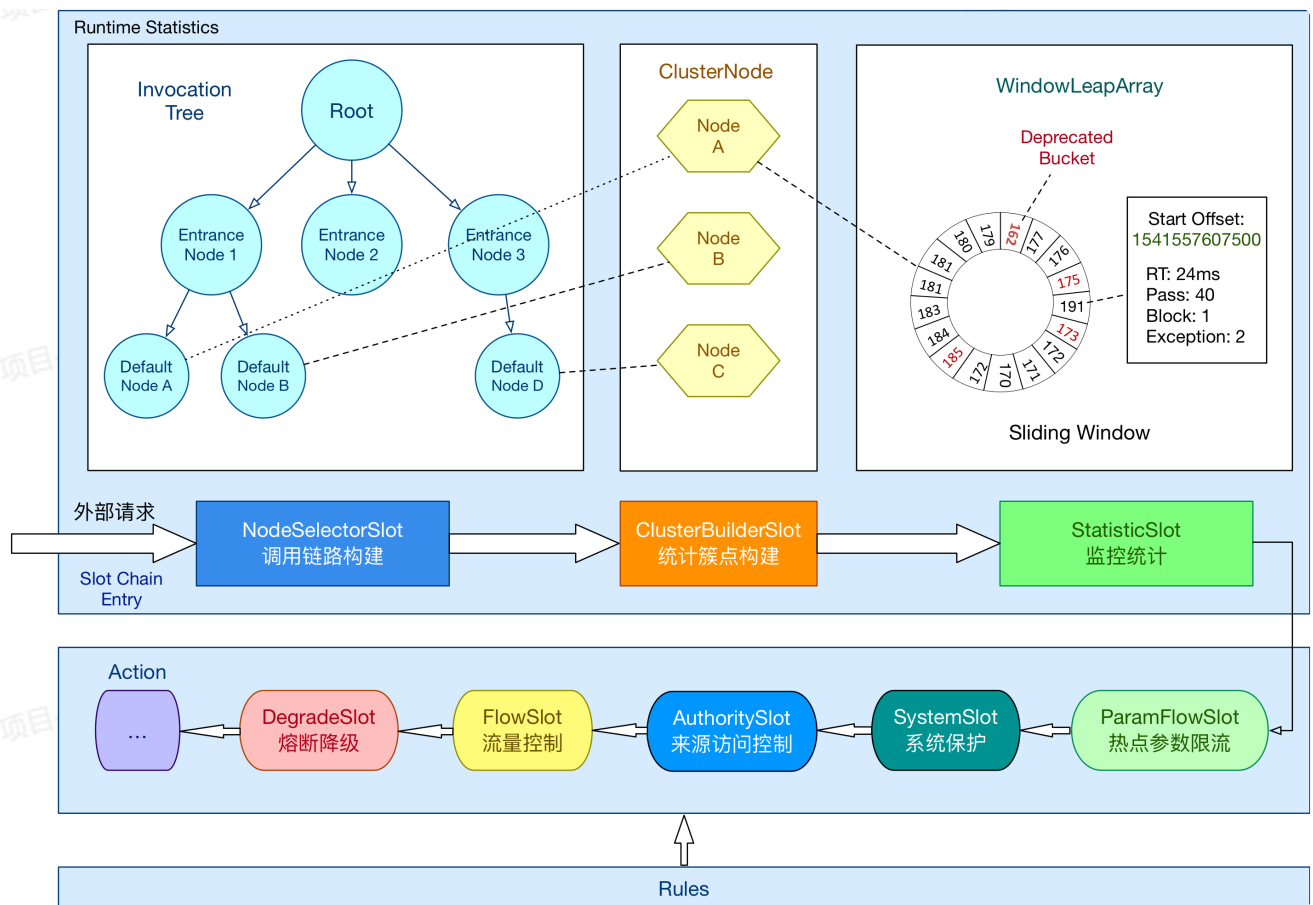 Runtime Statistics
Invocation
Tree
Root
Entrance
Node 1
Entrance
Node 2
Entrance
Node 3
Default
Node A
Default
Node B
Default
Node D
ClusterNode
Node
A
Node
B
Node
C
WindowLeapArray
Deprecated
Bucket
162
177
176
175
191
173
172
171
170
172
185
184
183
181
181
180
179
Start Offset:
1541557607500
RT: 24ms
Pass: 40
Block: 1
Exception: 2
Sliding Window
外部请求
Slot Chain
Entry
NodeSelectorSlot
调用链路构建
ClusterBuilderSlot
统计簇点构建
StatisticSlot
监控统计
Action
...
DegradeSlot
熔断降级
FlowSlot
流量控制
AuthoritySlot
来源访问控制
SystemSlot
系统保护
ParamFlowSlot
热点参数限流
Rules
项目
项目